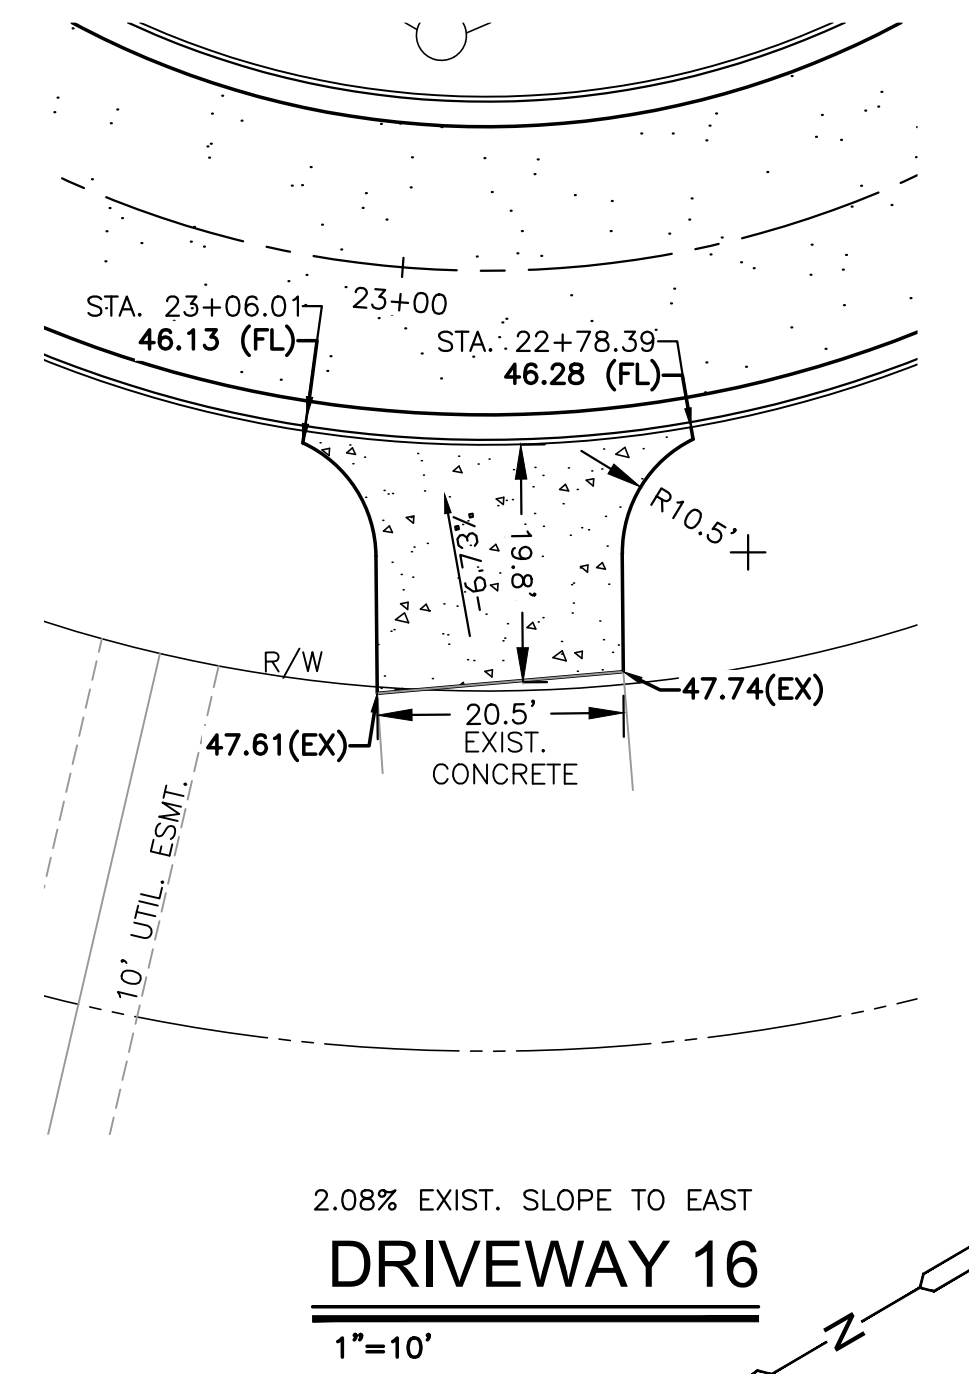 STA. 23+06.01
46.13 (FL)
23+00
STA. 22+78.39
46.28 (FL)
R10.5'
-6.73%
19.8'
R/W
47.74(EX)
20.5'
47.61(EX)
EXIST.
CONCRETE
10' UTIL. ESMT.
2.08% EXIST. SLOPE TO EAST
DRIVEWAY 16
1"=10'
N